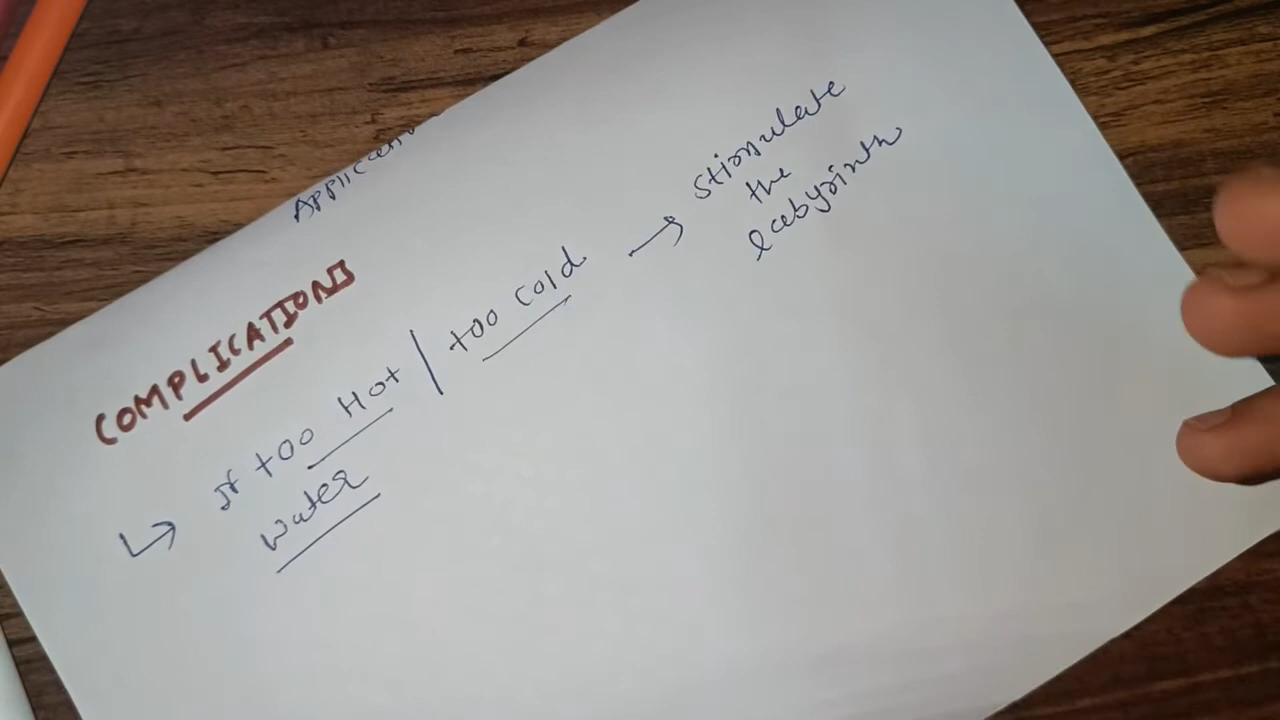 COMPLICATIONS
If too Hot / too cold → stimulate
the
labyrinth
water